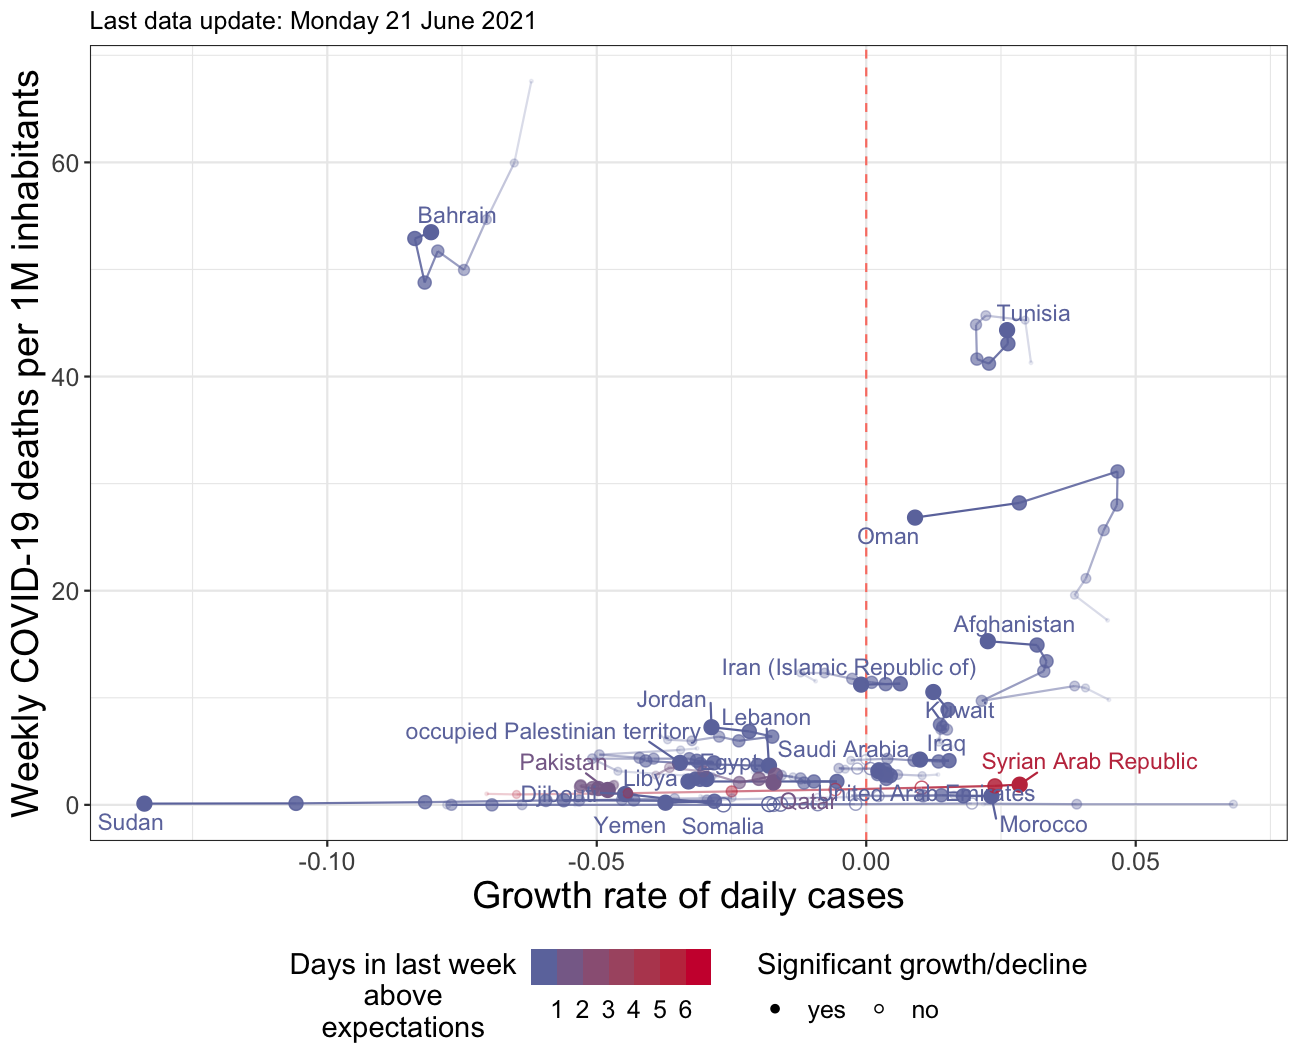 Last data update: Monday 21 June 2021
Weekly COVID-19 deaths per 1M inhabitants
60
40
20
0
Bahrain
Tunisia
Oman
Afghanistan
Iran (Islamic Republic of)
Jordan
Lebanon
Kuwait
occupied Palestinian territory
Saudi Arabia
Iraq
Pakistan
Egypt
Syrian Arab Republic
Libya
Djibouti
Qatar
United Arab Emirates
Sudan
Yemen
Somalia
Morocco
-0.10
-0.05
0.00
0.05
Growth rate of daily cases
Days in last week
above
expectations
1 2 3 4 5 6
Significant growth/decline
yes
no